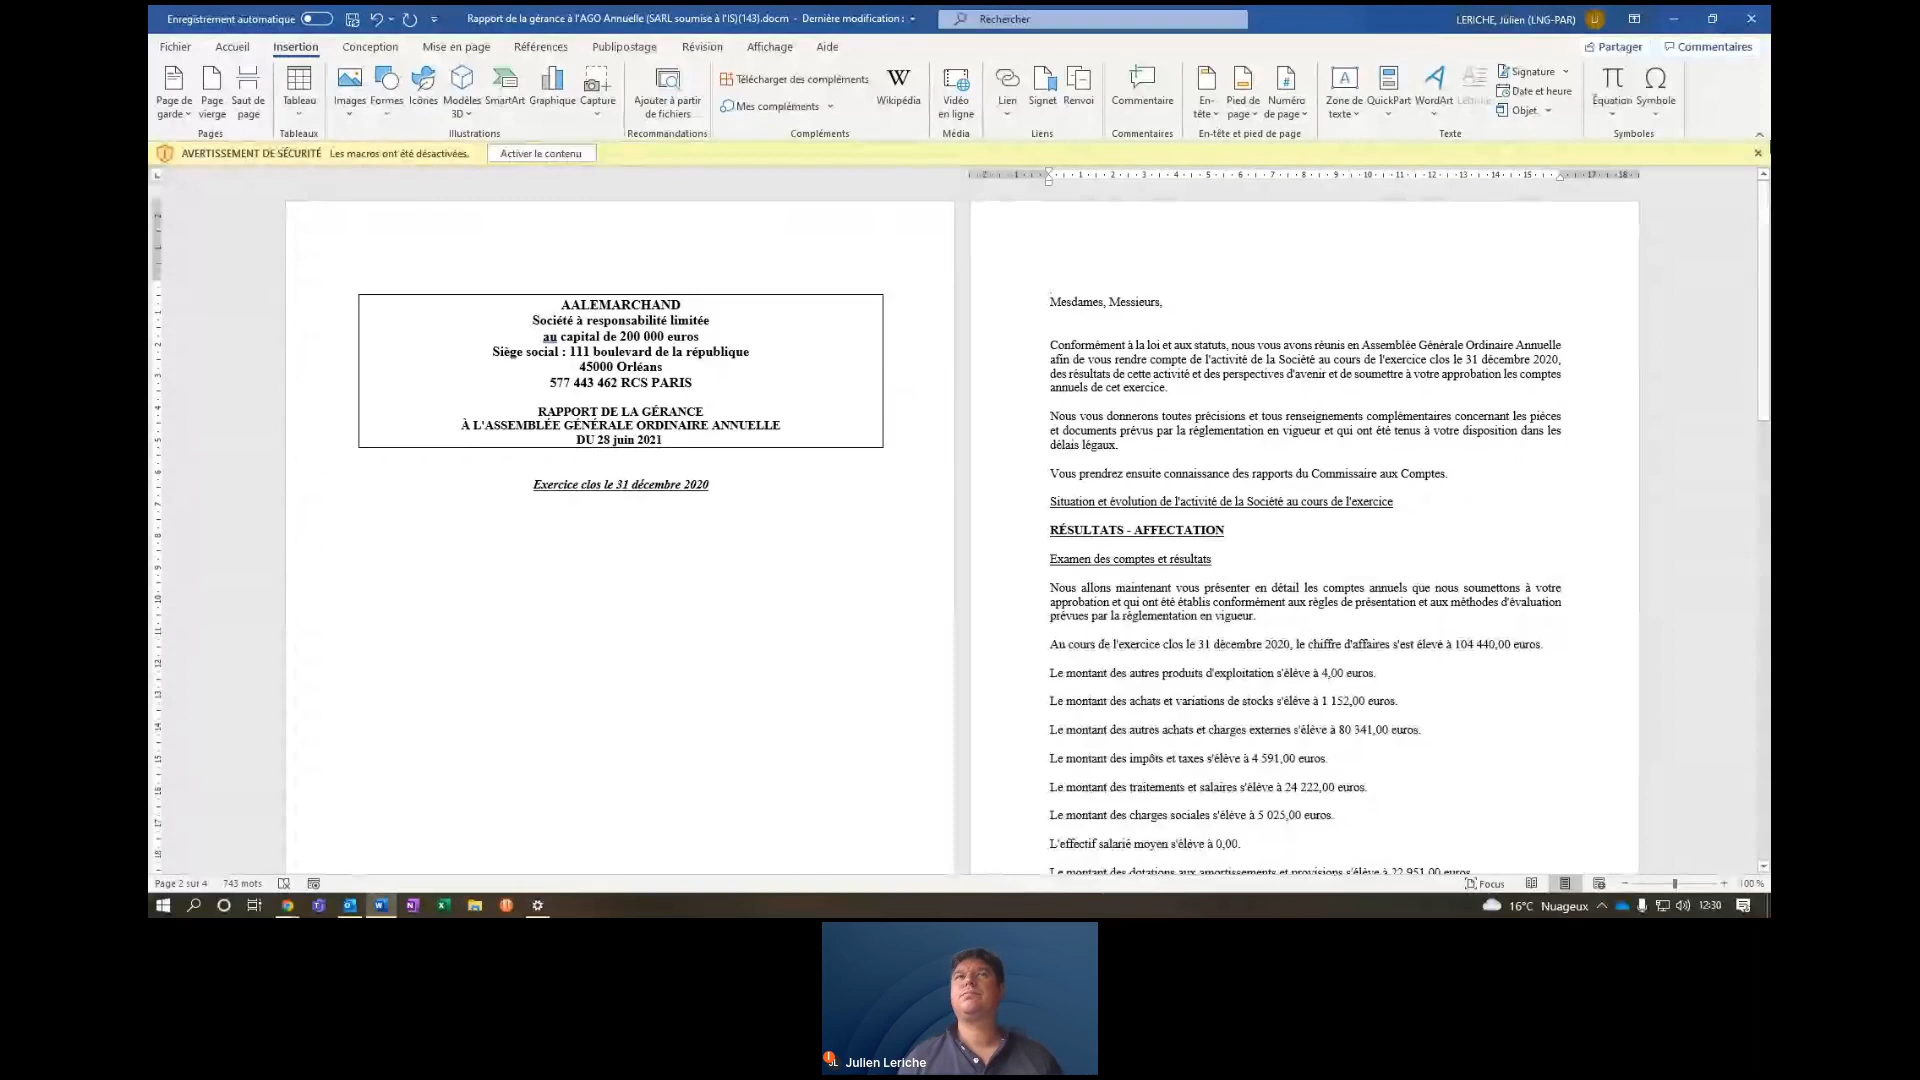 Enregistrement automatique
Rapport de la gérance à l'AGO Annuelle (SARL soumise à l'IS)(143).docm - Dernière modification :
Rechercher
LERICHE, Julien (LNG-PAR)
Fichier Accueil Insertion Conception Mise en page Références Publipostage Révision Affichage Aide
Partager Commentaires
Page de garde
Page vierge
Saut de page
Pages
Tableau
Tableaux
Images
Formes
Icônes
Modèles 3D
SmartArt
Graphique
Capture
Illustrations
Ajouter à partir de fichiers...
Recommandations
Télécharger des compléments
Mes compléments
Wikipédia
Compléments
Vidéo en ligne
Média
Lien
Signet
Renvoi
Liens
Commentaire
Commentaires
En-tête
Pied de page
Numéro de page
En-tête et pied de page
Zone de texte
QuickPart
WordArt
Signature
Date et heure
Objet
Texte
Équation
Symbole
Symboles
AVERTISSEMENT DE SÉCURITÉ Les macros ont été désactivées. Activer le contenu
AALEMARCHAND
Société à responsabilité limitée
au capital de 200 000 euros
Siège social : 111 boulevard de la république
45000 Orléans
577 443 462 RCS PARIS
RAPPORT DE LA GÉRANCE
À L'ASSEMBLÉE GÉNÉRALE ORDINAIRE ANNUELLE
DU 28 juin 2021
Exercice clos le 31 décembre 2020
Mesdames, Messieurs,
Conformément à la loi et aux statuts, nous vous avons réunis en Assemblée Générale Ordinaire Annuelle
afin de vous rendre compte de l'activité de la Société au cours de l'exercice clos le 31 décembre 2020,
des résultats de cette activité et des perspectives d'avenir et de soumettre à votre approbation les comptes
annuels de cet exercice.
Nous vous donnerons toutes précisions et tous renseignements complémentaires concernant les pièces
et documents prévus par la réglementation en vigueur et qui ont été tenus à votre disposition dans les
délais légaux.
Vous prendrez ensuite connaissance des rapports du Commissaire aux Comptes.
Situation et évolution de l'activité de la Société au cours de l'exercice
RÉSULTATS - AFFECTATION
Examen des comptes et résultats
Nous allons maintenant vous présenter en détail les comptes annuels que nous soumettons à votre
approbation et qui ont été établis conformément aux règles de présentation et aux méthodes d'évaluation
prévues par la réglementation en vigueur.
Au cours de l'exercice clos le 31 décembre 2020, le chiffre d'affaires s'est élevé à 104 440,00 euros.
Le montant des autres produits d'exploitation s'élève à 4,00 euros.
Le montant des achats et variations de stocks s'élève à 1 152,00 euros.
Le montant des autres achats et charges externes s'élève à 80 341,00 euros.
Le montant des impôts et taxes s'élève à 4 591,00 euros.
Le montant des traitements et salaires s'élève à 24 222,00 euros.
Le montant des charges sociales s'élève à 5 025,00 euros.
L'effectif salarié moyen s'élève à 0,00.
Le montant des dotations aux amortissements et provisions s'élève à 22 951,00 euros
Page 2 sur 4 743 mots
Focus
100 %
16°C Nuageux
12:30
Julien Leriche